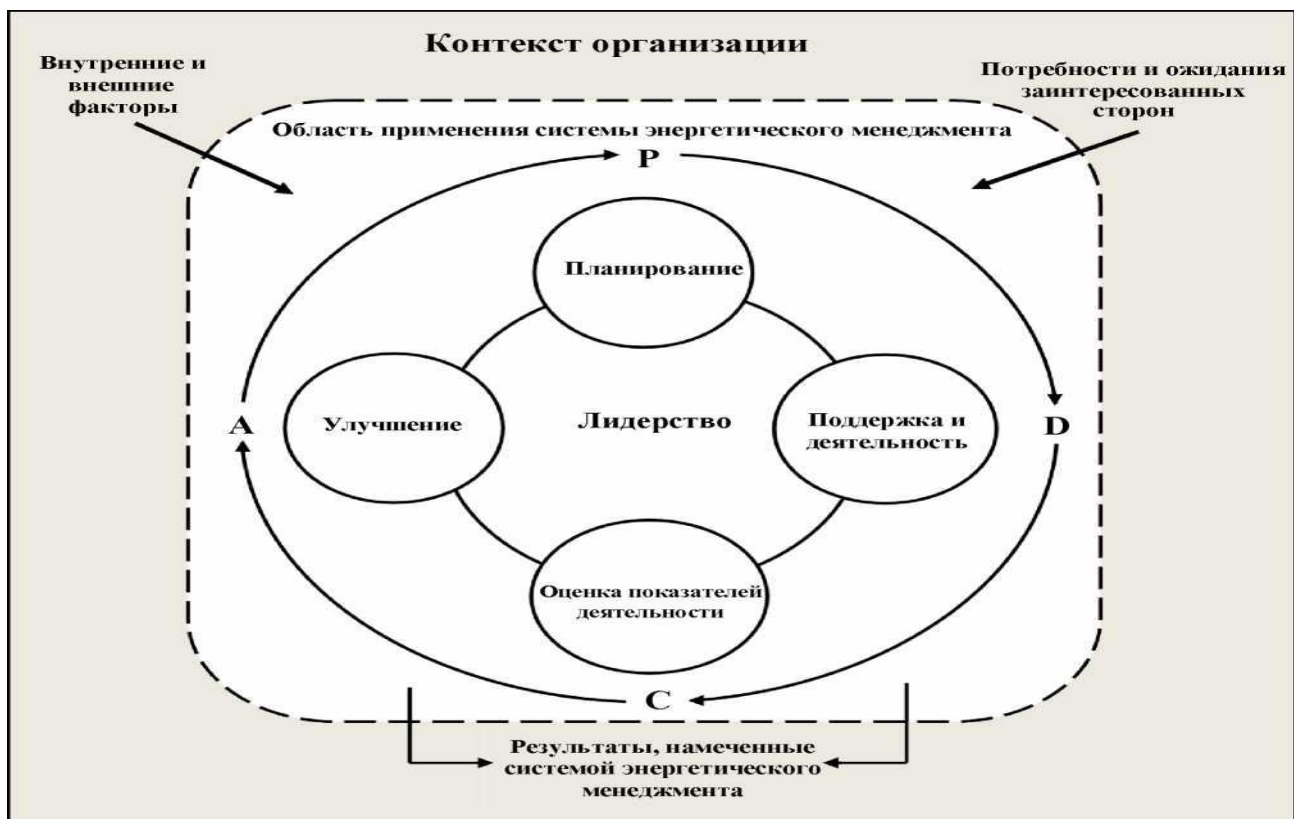 Контекст организации
Внутренние и
внешние
факторы
Потребности и ожидания
заинтересованных
сторон
Область применения системы энергетического менеджмента
P
Планирование
A
Улучшение
Лидерство
Поддержка и
деятельность
D
Оценка показателей
деятельности
C
Результаты, намеченные
системой энергетического
менеджмента